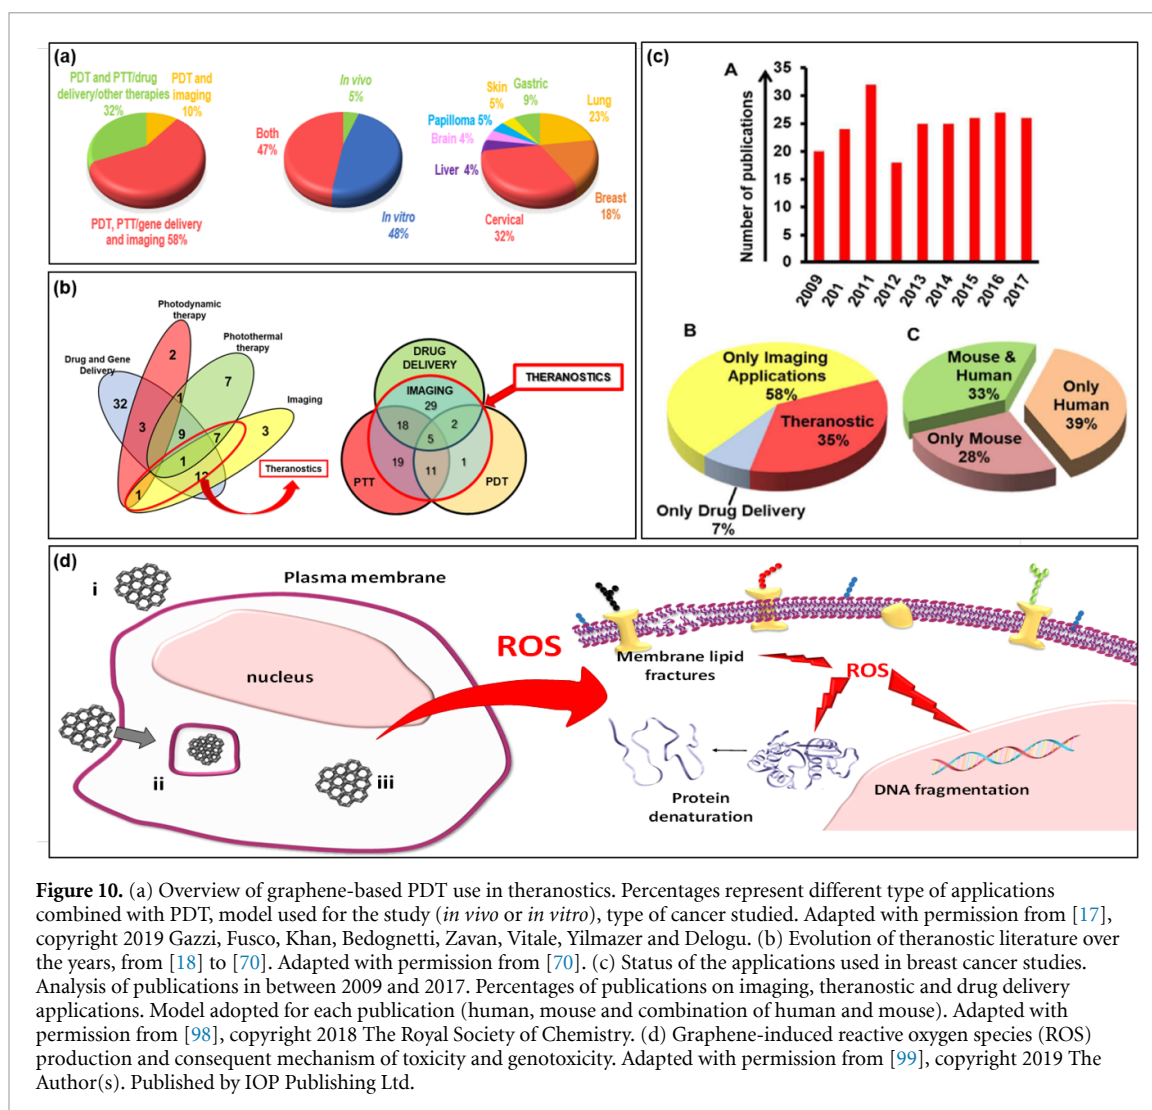 (a)
PDT and PTT/drug
delivery/other therapies
32%
PDT and
imaging
10%
PDT, PTT/gene delivery
and imaging 58%
In vivo
5%
Both
47%
In vitro
48%
Skin
5%
Gastric
9%
Lung
23%
Papilloma 5%
Brain 4%
Liver 4%
Breast
18%
Cervical
32%
(b)
Photodynamic
therapy
Photothermal
therapy
Drug and Gene
Delivery
Imaging
2
7
32
1
3
3
9
7
1
12
1
Theranostics
DRUG
DELIVERY
IMAGING
29
THERANOSTICS
18
2
5
19
11
1
PTT
PDT
(c)
A
Number of publications
35
30
25
20
15
10
5
0
2009
201
2011
2012
2013
2014
2015
2016
2017
B
Only Imaging
Applications
58%
Theranostic
35%
Only Drug Delivery
7%
C
Mouse &
Human
33%
Only
Human
39%
Only Mouse
28%
(d)
i
Plasma membrane
nucleus
ii
iii
ROS
Membrane lipid
fractures
ROS
Protein
denaturation
DNA fragmentation
Figure 10. (a) Overview of graphene-based PDT use in theranostics. Percentages represent different type of applications
combined with PDT, model used for the study (in vivo or in vitro), type of cancer studied. Adapted with permission from [17],
copyright 2019 Gazzi, Fusco, Khan, Bedognetti, Zavan, Vitale, Yilmazer and Delogu. (b) Evolution of theranostic literature over
the years, from [18] to [70]. Adapted with permission from [70]. (c) Status of the applications used in breast cancer studies.
Analysis of publications in between 2009 and 2017. Percentages of publications on imaging, theranostic and drug delivery
applications. Model adopted for each publication (human, mouse and combination of human and mouse). Adapted with
permission from [98], copyright 2018 The Royal Society of Chemistry. (d) Graphene-induced reactive oxygen species (ROS)
production and consequent mechanism of toxicity and genotoxicity. Adapted with permission from [99], copyright 2019 The
Author(s). Published by IOP Publishing Ltd.